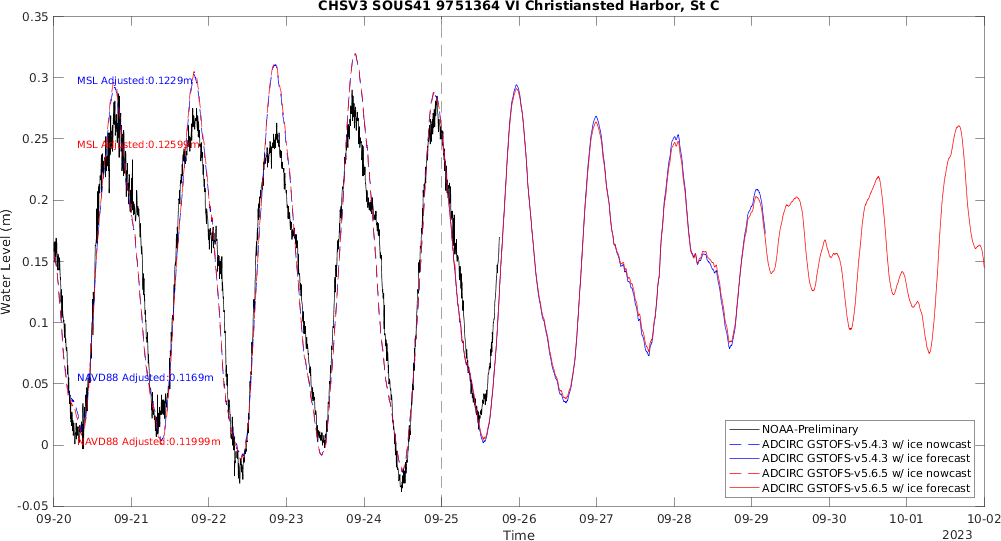 CHSV3 SOUS41 9751364 VI Christiansted Harbor, St C
0.35
0.3
0.25
0.2
0.15
0.1
0.05
0
-0.05
Water Level (m)
MSL Adjusted:0.1229m
MSL Adjusted:0.12599m
NAVD88 Adjusted:0.1169m
NAVD88 Adjusted:0.11999m
NOAA-Preliminary
ADCIRC GSTOFS-v5.4.3 w/ ice nowcast
ADCIRC GSTOFS-v5.4.3 w/ ice forecast
ADCIRC GSTOFS-v5.6.5 w/ ice nowcast
ADCIRC GSTOFS-v5.6.5 w/ ice forecast
09-20 09-21 09-22 09-23 09-24 09-25 09-26 09-27 09-28 09-29 09-30 10-01 10-02
Time
2023